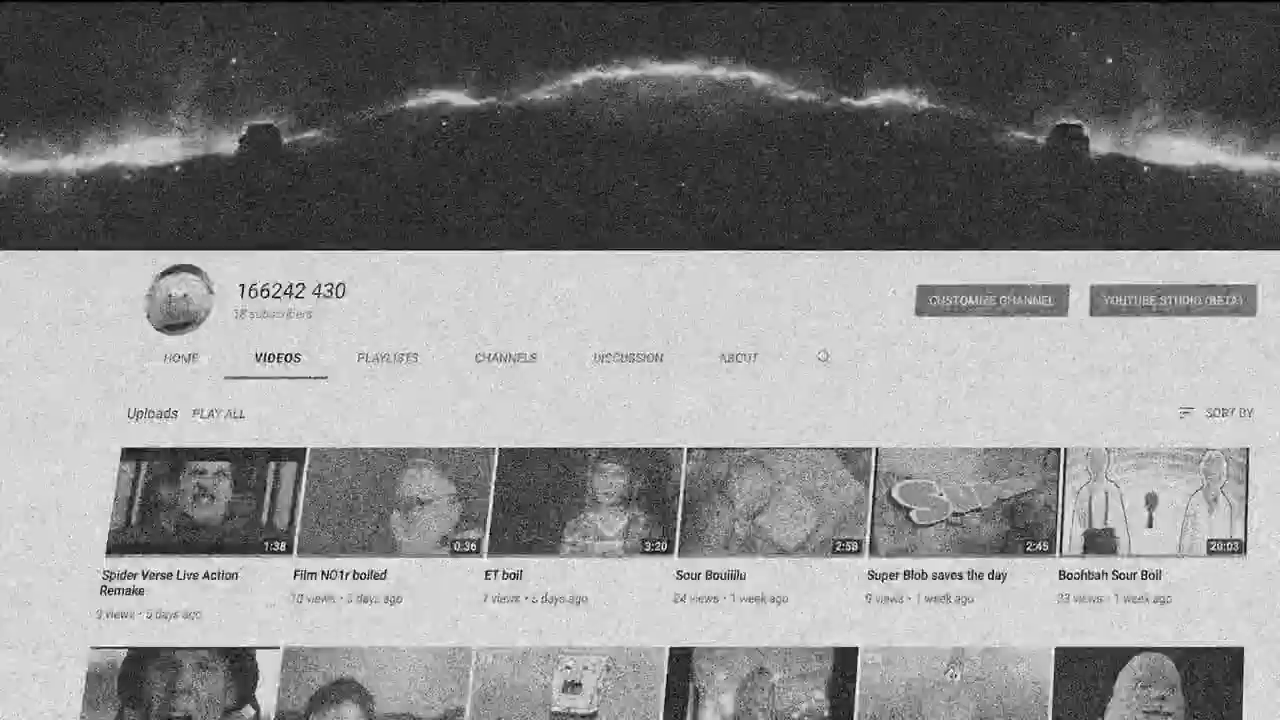 166242 430
18 subscribers
CUSTOMIZE CHANNEL
YOUTUBE STUDIO (BETA)
HOME
VIDEOS
PLAYLISTS
CHANNELS
DISCUSSION
ABOUT
Uploads PLAY ALL
SORT BY
1:38
0:36
3:20
2:58
2:45
20:03
Spider Verse Live Action
Remake
9 views • 5 days ago
Film NO1r boiled
10 views • 5 days ago
ET boil
7 views • 5 days ago
Sour Bouiiilu
24 views • 1 week ago
Super Blob saves the day
9 views • 1 week ago
Boohbah Sour Boil
23 views • 1 week ago